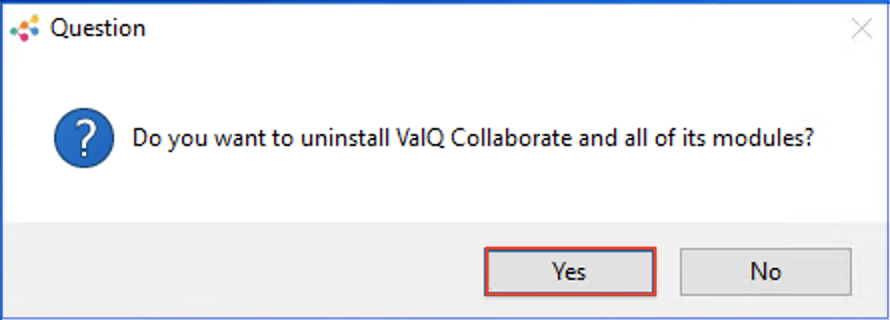 Question
Do you want to uninstall ValQ Collaborate and all of its modules?
Yes
No